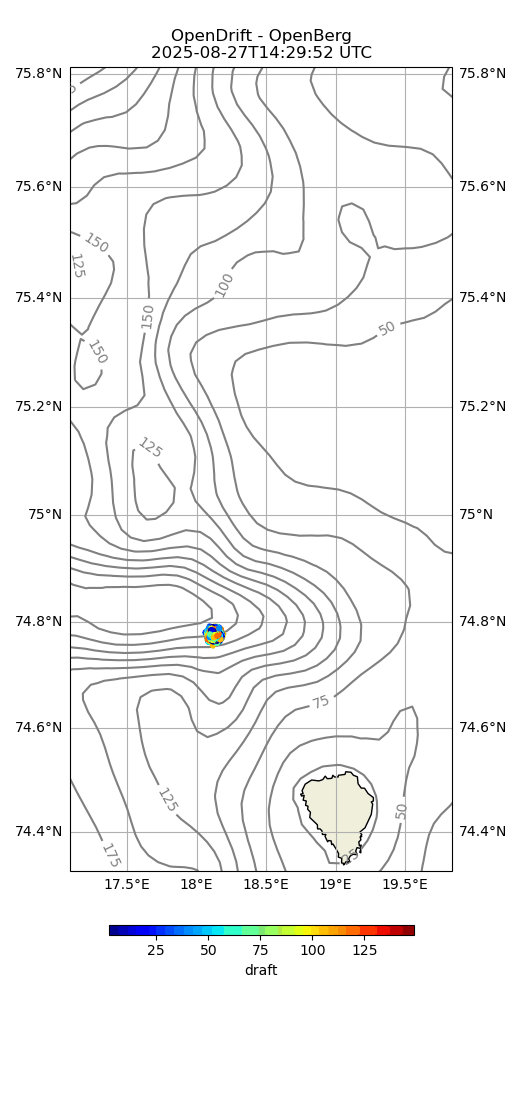 OpenDrift - OpenBerg
2025-08-27T14:29:52 UTC
75.8°N 75.8°N
75.6°N 75.6°N
150
125
75.4°N 100 75.4°N
150 50
150
75.2°N 75.2°N
125
75°N 75°N
74.8°N 74.8°N
75
74.6°N 74.6°N
125
50
74.4°N 74.4°N
175
17.5°E 18°E 18.5°E 19°E 19.5°E
25 50 75 100 125
draft